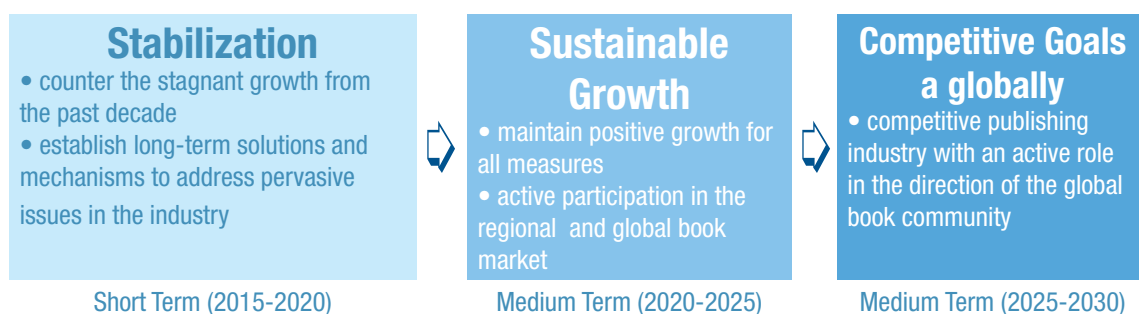 Stabilization
• counter the stagnant growth from
the past decade
• establish long-term solutions and
mechanisms to address pervasive
issues in the industry
Short Term (2015-2020)
Sustainable
Growth
• maintain positive growth for
all measures
• active participation in the
regional and global book
market
Medium Term (2020-2025)
Competitive Goals
a globally
• competitive publishing
industry with an active role
in the direction of the global
book community
Medium Term (2025-2030)